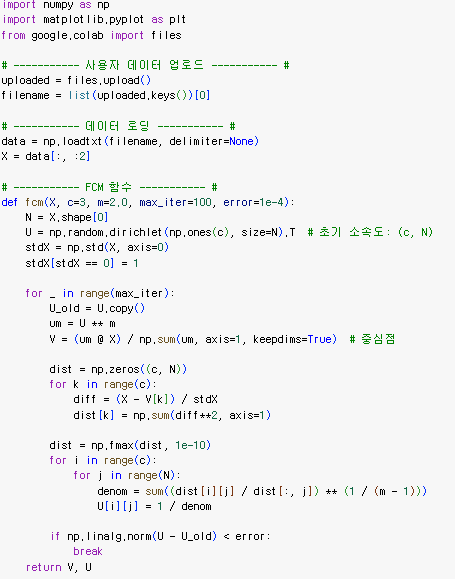 import numpy as np
import matplotlib.pyplot as plt
from google.colab import files

# ----------- 사용자 데이터 업로드 ----------- #
uploaded = files.upload()
filename = list(uploaded.keys())[0]

# ----------- 데이터 로딩 ----------- #
data = np.loadtxt(filename, delimiter=None)
X = data[:, :2]

# ----------- FCM 함수 ----------- #
def fcm(X, c=3, m=2.0, max_iter=100, error=1e-4):
    N = X.shape[0]
    U = np.random.dirichlet(np.ones(c), size=N).T  # 초기 소속도: (c, N)
    stdX = np.std(X, axis=0)
    stdX[stdX == 0] = 1

    for _ in range(max_iter):
        U_old = U.copy()
        um = U ** m
        V = (um @ X) / np.sum(um, axis=1, keepdims=True)  # 중심점

        dist = np.zeros((c, N))
        for k in range(c):
            diff = (X - V[k]) / stdX
            dist[k] = np.sum(diff**2, axis=1)

        dist = np.fmax(dist, 1e-10)
        for i in range(c):
            for j in range(N):
                denom = sum((dist[i][j] / dist[:, j]) ** (1 / (m - 1)))
                U[i][j] = 1 / denom

        if np.linalg.norm(U - U_old) < error:
            break
    return V, U